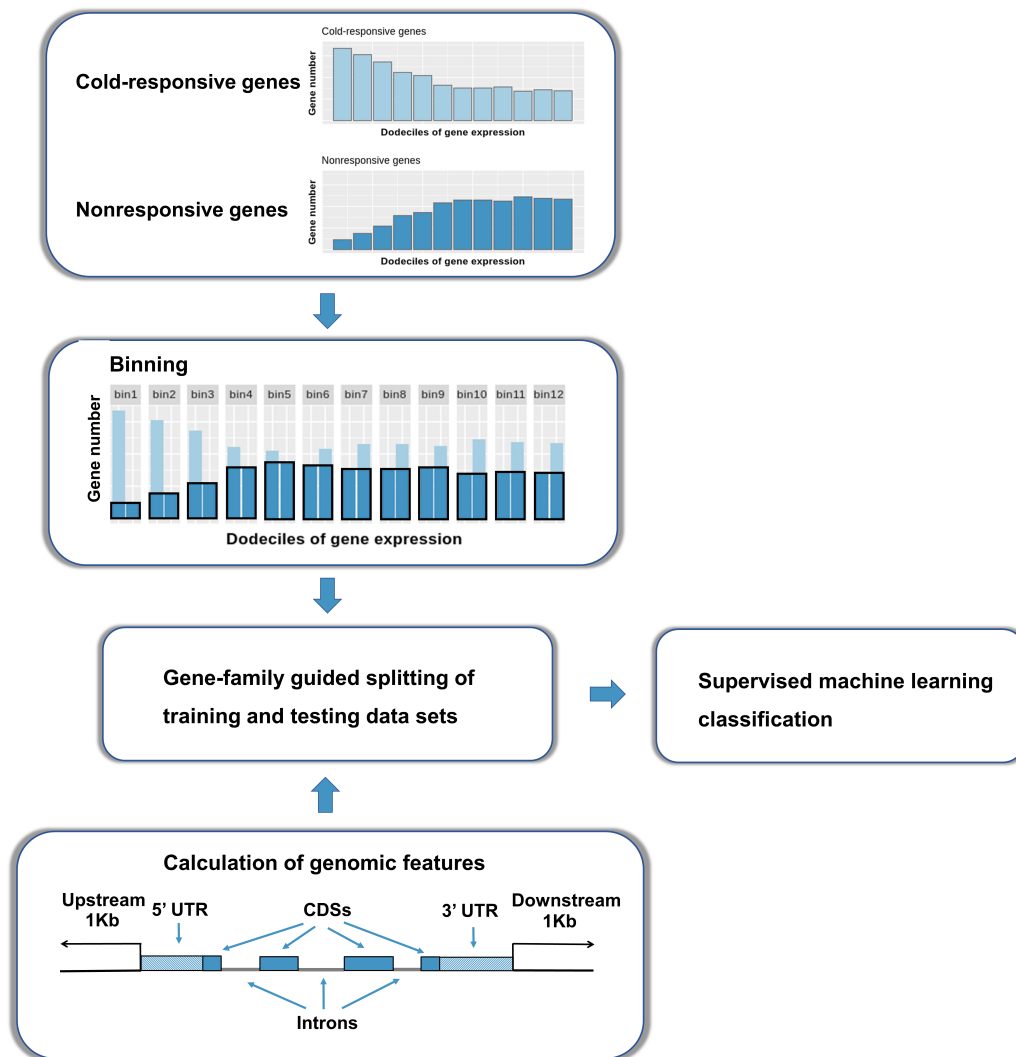 Cold-responsive genes
Cold-responsive genes
Gene number
Dodeciles of gene expression
Nonresponsive genes
Nonresponsive genes
Gene number
Dodeciles of gene expression
Binning
bin1 bin2 bin3 bin4 bin5 bin6 bin7 bin8 bin9 bin10 bin11 bin12
Gene number
Dodeciles of gene expression
Gene-family guided splitting of
training and testing data sets
Supervised machine learning
classification
Calculation of genomic features
Upstream
1Kb
5’ UTR
CDSs
3’ UTR
Downstream
1Kb
Introns